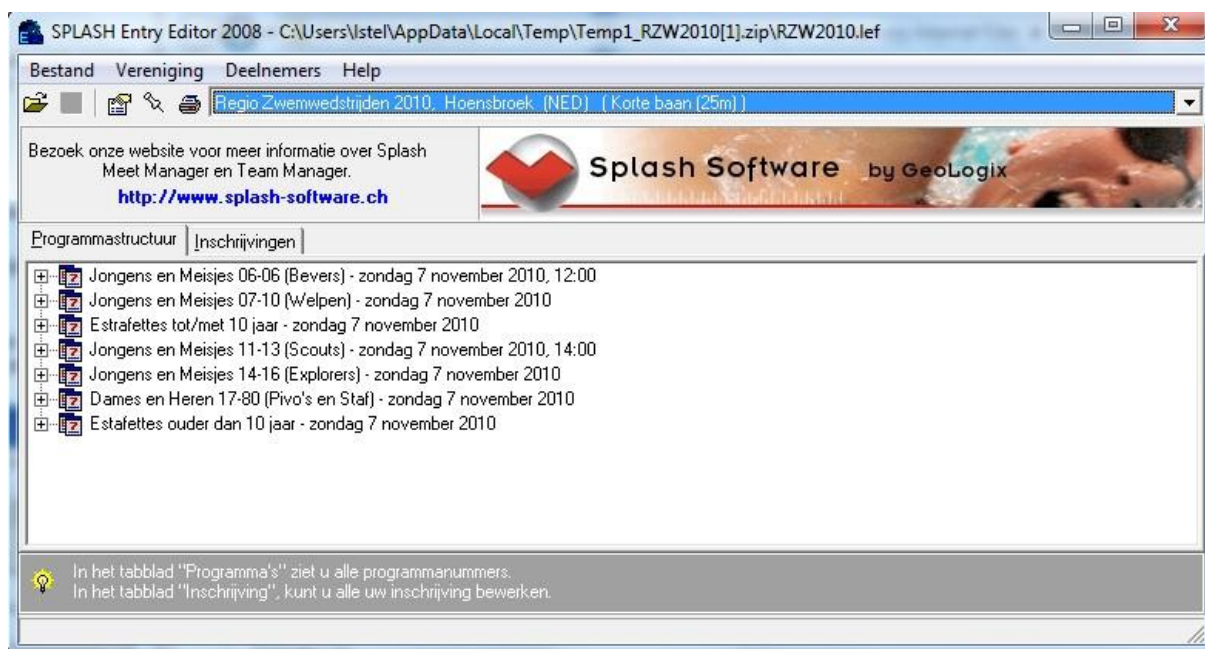 SPLASH Entry Editor 2008 - C:\Users\Istel\AppData\Local\Temp\Temp1_RZW2010[1].zip\RZW2010.lef
Bestand Vereniging Deelnemers Help
Regio Zwemwedstrijden 2010, Hoensbroek (NED) ( Korte baan (25m) )
Bezoek onze website voor meer informatie over Splash
Meet Manager en Team Manager.
http://www.splash-software.ch
Splash Software by GeoLogix
Programmastructuur Inschrijvingen
Jongens en Meisjes 06-06 (Bevers) - zondag 7 november 2010, 12:00
Jongens en Meisjes 07-10 (Welpen) - zondag 7 november 2010
Estrafettes tot/met 10 jaar - zondag 7 november 2010
Jongens en Meisjes 11-13 (Scouts) - zondag 7 november 2010, 14:00
Jongens en Meisjes 14-16 (Explorers) - zondag 7 november 2010
Dames en Heren 17-80 (Pivo's en Staf) - zondag 7 november 2010
Estafettes ouder dan 10 jaar - zondag 7 november 2010
In het tabblad "Programma's" ziet u alle programmanummers.
In het tabblad "Inschrijving", kunt u alle uw inschrijving bewerken.